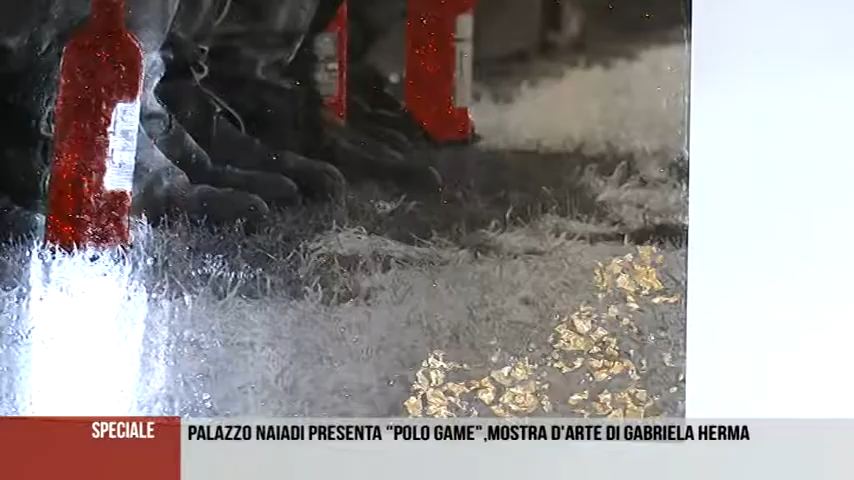 SPECIALE
PALAZZO NAIADI PRESENTA "POLO GAME",MOSTRA D'ARTE DI GABRIELA HERMA